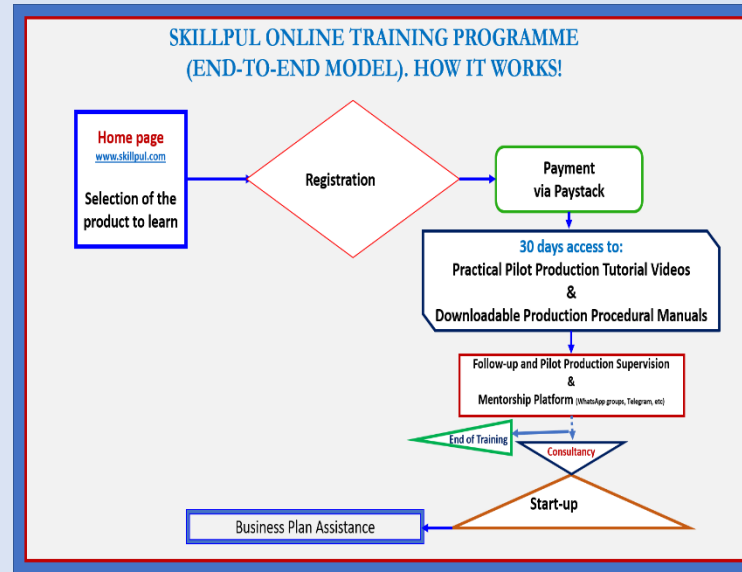 SKILLPUL ONLINE TRAINING PROGRAMME
(END-TO-END MODEL). HOW IT WORKS!
Home page
www.skillpul.com
Selection of the
product to learn
Registration
Payment
via Paystack
30 days access to:
Practical Pilot Production Tutorial Videos
&
Downloadable Production Procedural Manuals
Follow-up and Pilot Production Supervision
&
Mentorship Platform (WhatsApp groups, Telegram, etc)
End of Training
Consultancy
Start-up
Business Plan Assistance